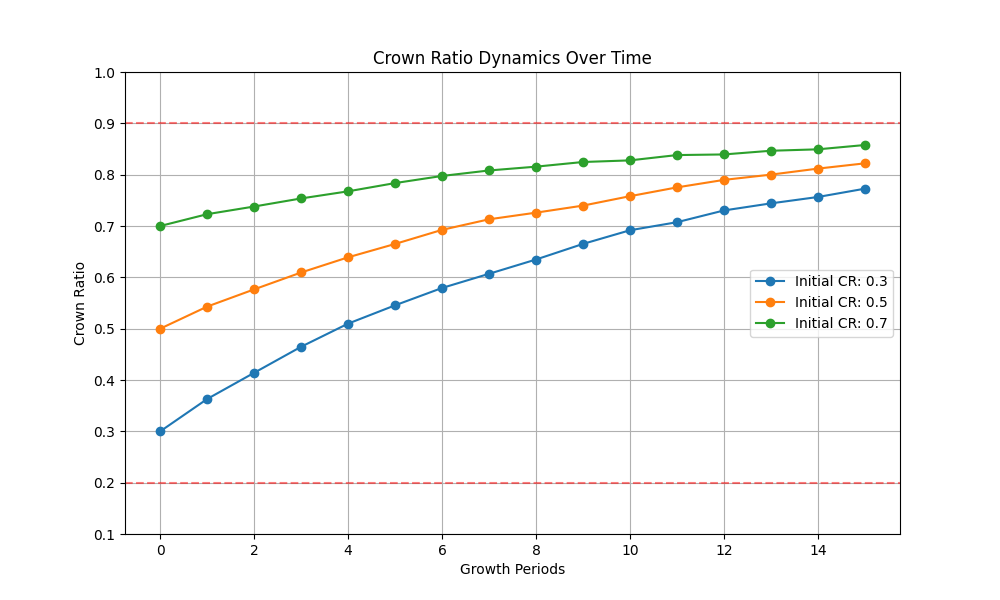 Crown Ratio Dynamics Over Time
1.0
0.9
0.8
0.7
0.6
0.5
0.4
0.3
0.2
0.1
Crown Ratio
Initial CR: 0.3
Initial CR: 0.5
Initial CR: 0.7
0 2 4 6 8 10 12 14
Growth Periods